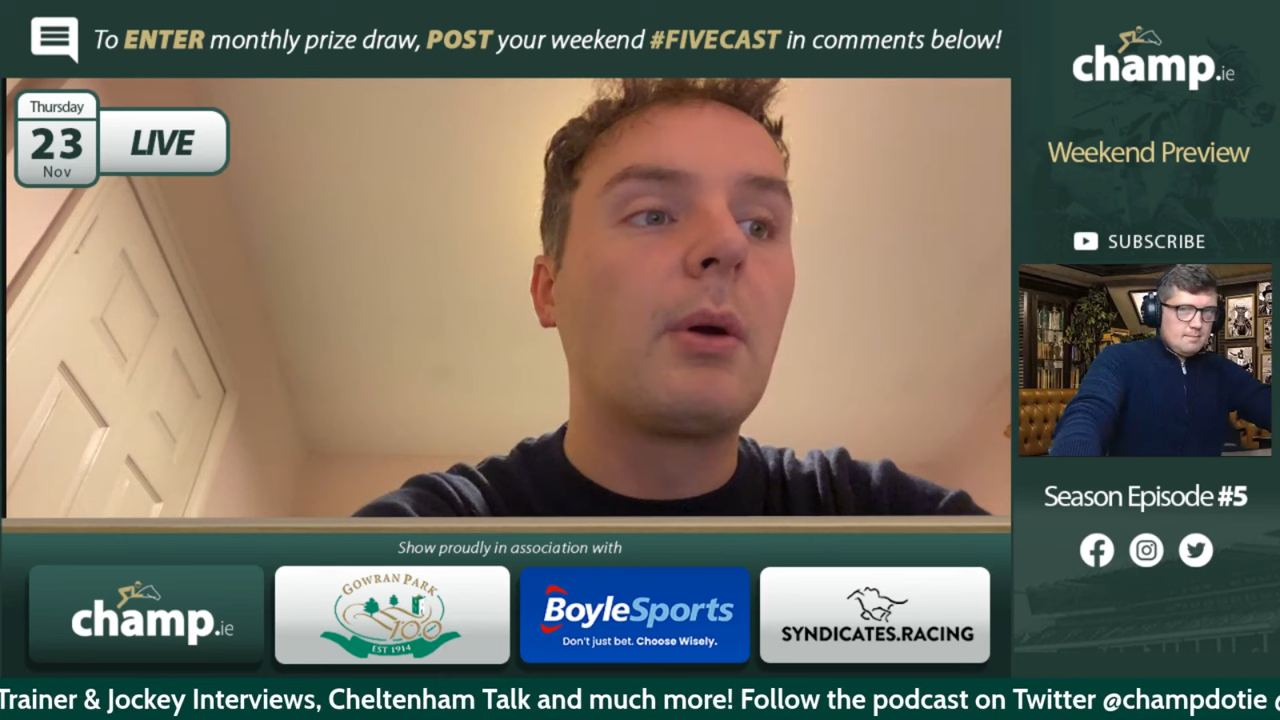 To ENTER monthly prize draw, POST your weekend #FIVECAST in comments below!
Thursday
23
Nov
LIVE
champ.ie
Weekend Preview
SUBSCRIBE
Season Episode #5
Show proudly in association with
champ.ie
GOWRAN PARK
100
EST 1914
BoyleSports
Don't just bet. Choose Wisely.
SYNDICATES.RACING
Trainer & Jockey Interviews, Cheltenham Talk and much more! Follow the podcast on Twitter @champdotie